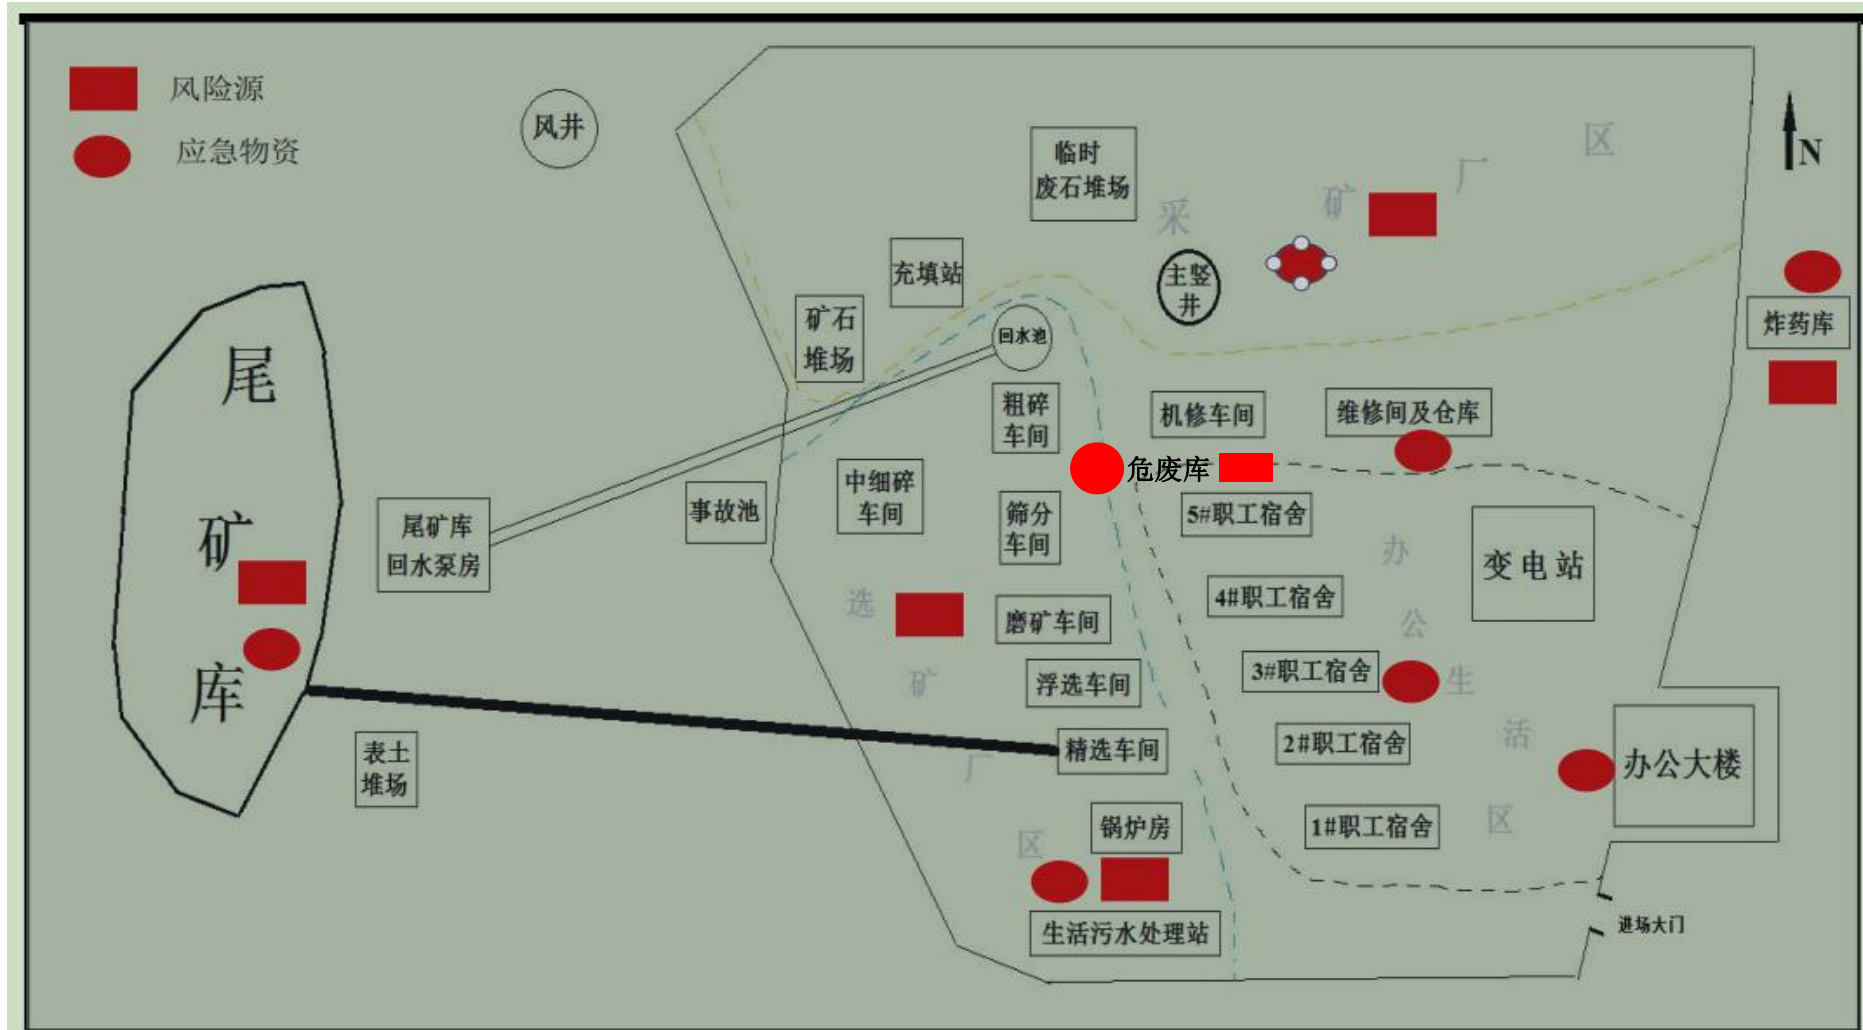 风险源
应急物资
风井
N
临时
废石堆场
采矿厂区
充填站
主竖
井
炸药库
矿石
堆场
回水池
尾矿库
粗碎
车间
机修车间
维修间及仓库
中细碎
车间
危废库
事故池
筛分
车间
5#职工宿舍
尾矿库
回水泵房
变电站
办公生活区
4#职工宿舍
选矿厂区
磨矿车间
3#职工宿舍
浮选车间
2#职工宿舍
精选车间
办公大楼
表土
堆场
锅炉房
1#职工宿舍
生活污水处理站
进场大门